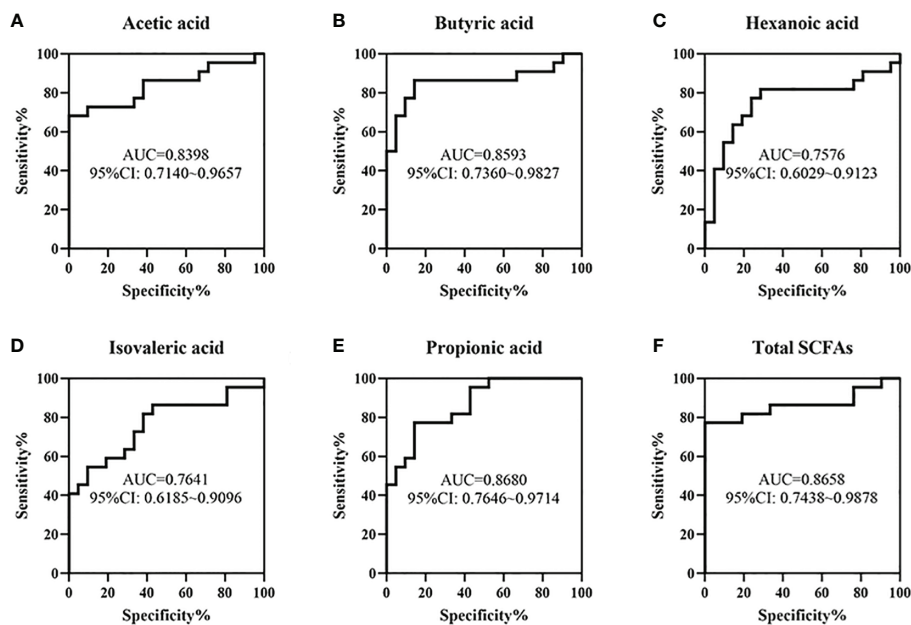 A Acetic acid
Sensitivity%
100
80
60
40
20
0
AUC=0.8398
95%CI: 0.7140~0.9657
0 20 40 60 80 100
Specificity%
B Butyric acid
Sensitivity%
100
80
60
40
20
0
AUC=0.8593
95%CI: 0.7360~0.9827
0 20 40 60 80 100
Specificity%
C Hexanoic acid
Sensitivity%
100
80
60
40
20
0
AUC=0.7576
95%CI: 0.6029~0.9123
0 20 40 60 80 100
Specificity%
D Isovaleric acid
Sensitivity%
100
80
60
40
20
0
AUC=0.7641
95%CI: 0.6185~0.9096
0 20 40 60 80 100
Specificity%
E Propionic acid
Sensitivity%
100
80
60
40
20
0
AUC=0.8680
95%CI: 0.7646~0.9714
0 20 40 60 80 100
Specificity%
F Total SCFAs
Sensitivity%
100
80
60
40
20
0
AUC=0.8658
95%CI: 0.7438~0.9878
0 20 40 60 80 100
Specificity%